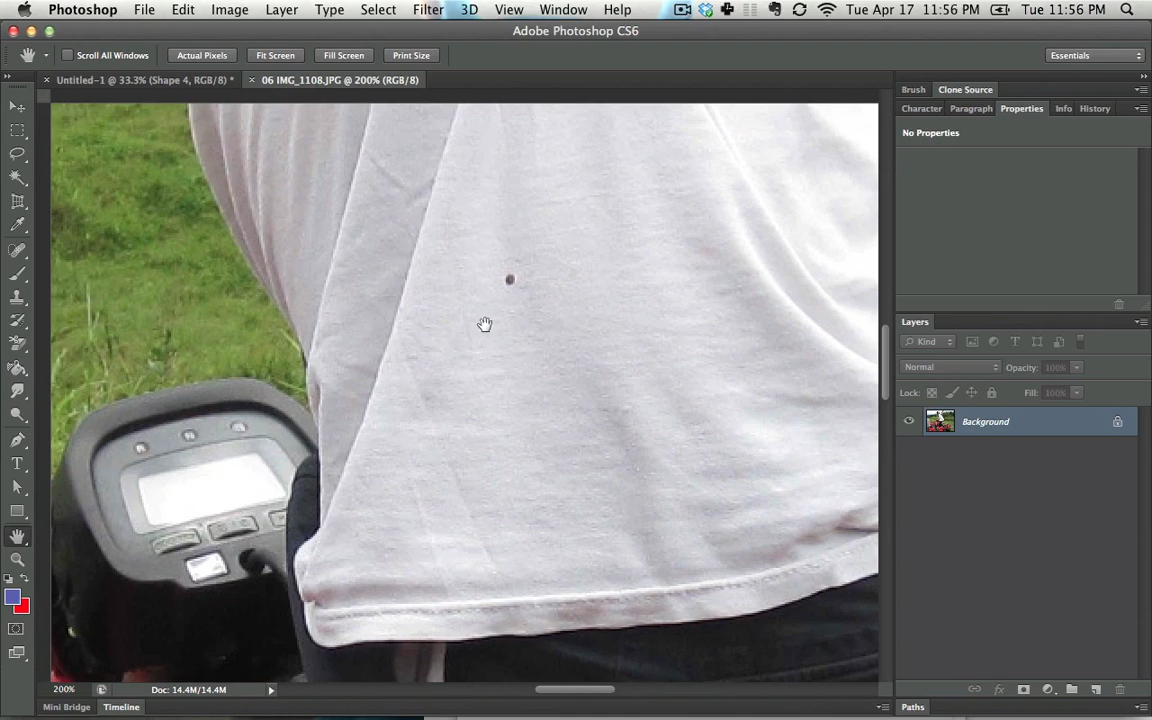 Photoshop File Edit Image Layer Type Select Filter 3D View Window Help Tue Apr 17 11:56 PM Tue 11:56 PM
Adobe Photoshop CS6
Scroll All Windows Actual Pixels Fit Screen Fill Screen Print Size Essentials
Untitled-1 @ 33.3% (Shape 4, RGB/8) * 06 IMG_1108.JPG @ 200% (RGB/8)
Brush Clone Source
Character Paragraph Properties Info History
No Properties
Layers
Kind
Normal Opacity: 100%
Lock: Fill: 100%
Background
200% Doc: 14.4M/14.4M
Mini Bridge Timeline Paths